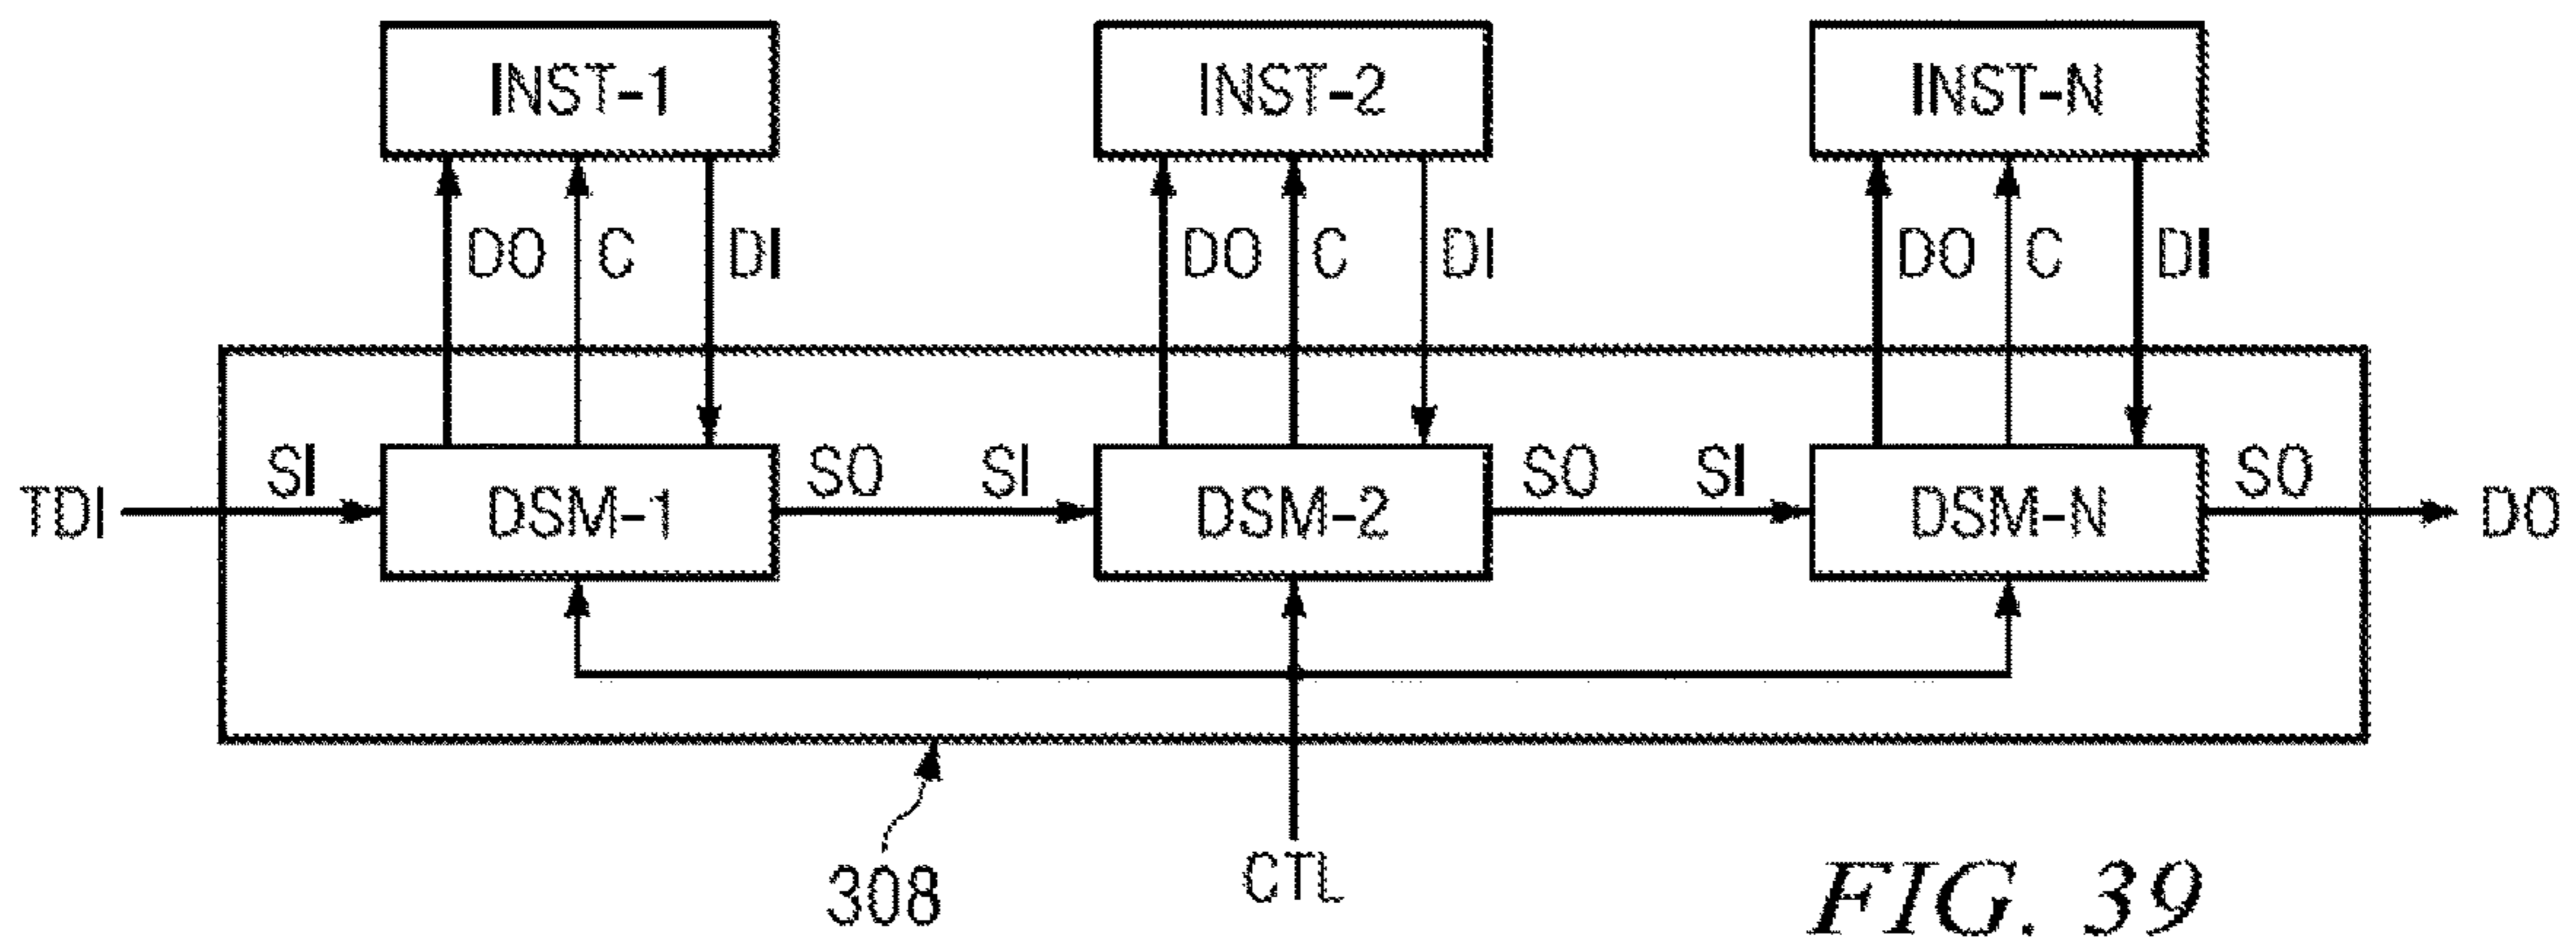 INST-1 INST-2 INST-N
DO C DI DO C DI DO C DI
SI SO SI SO SI SO
TDI DSM-1 DSM-2 DSM-N DO
308 CTL FIG. 39